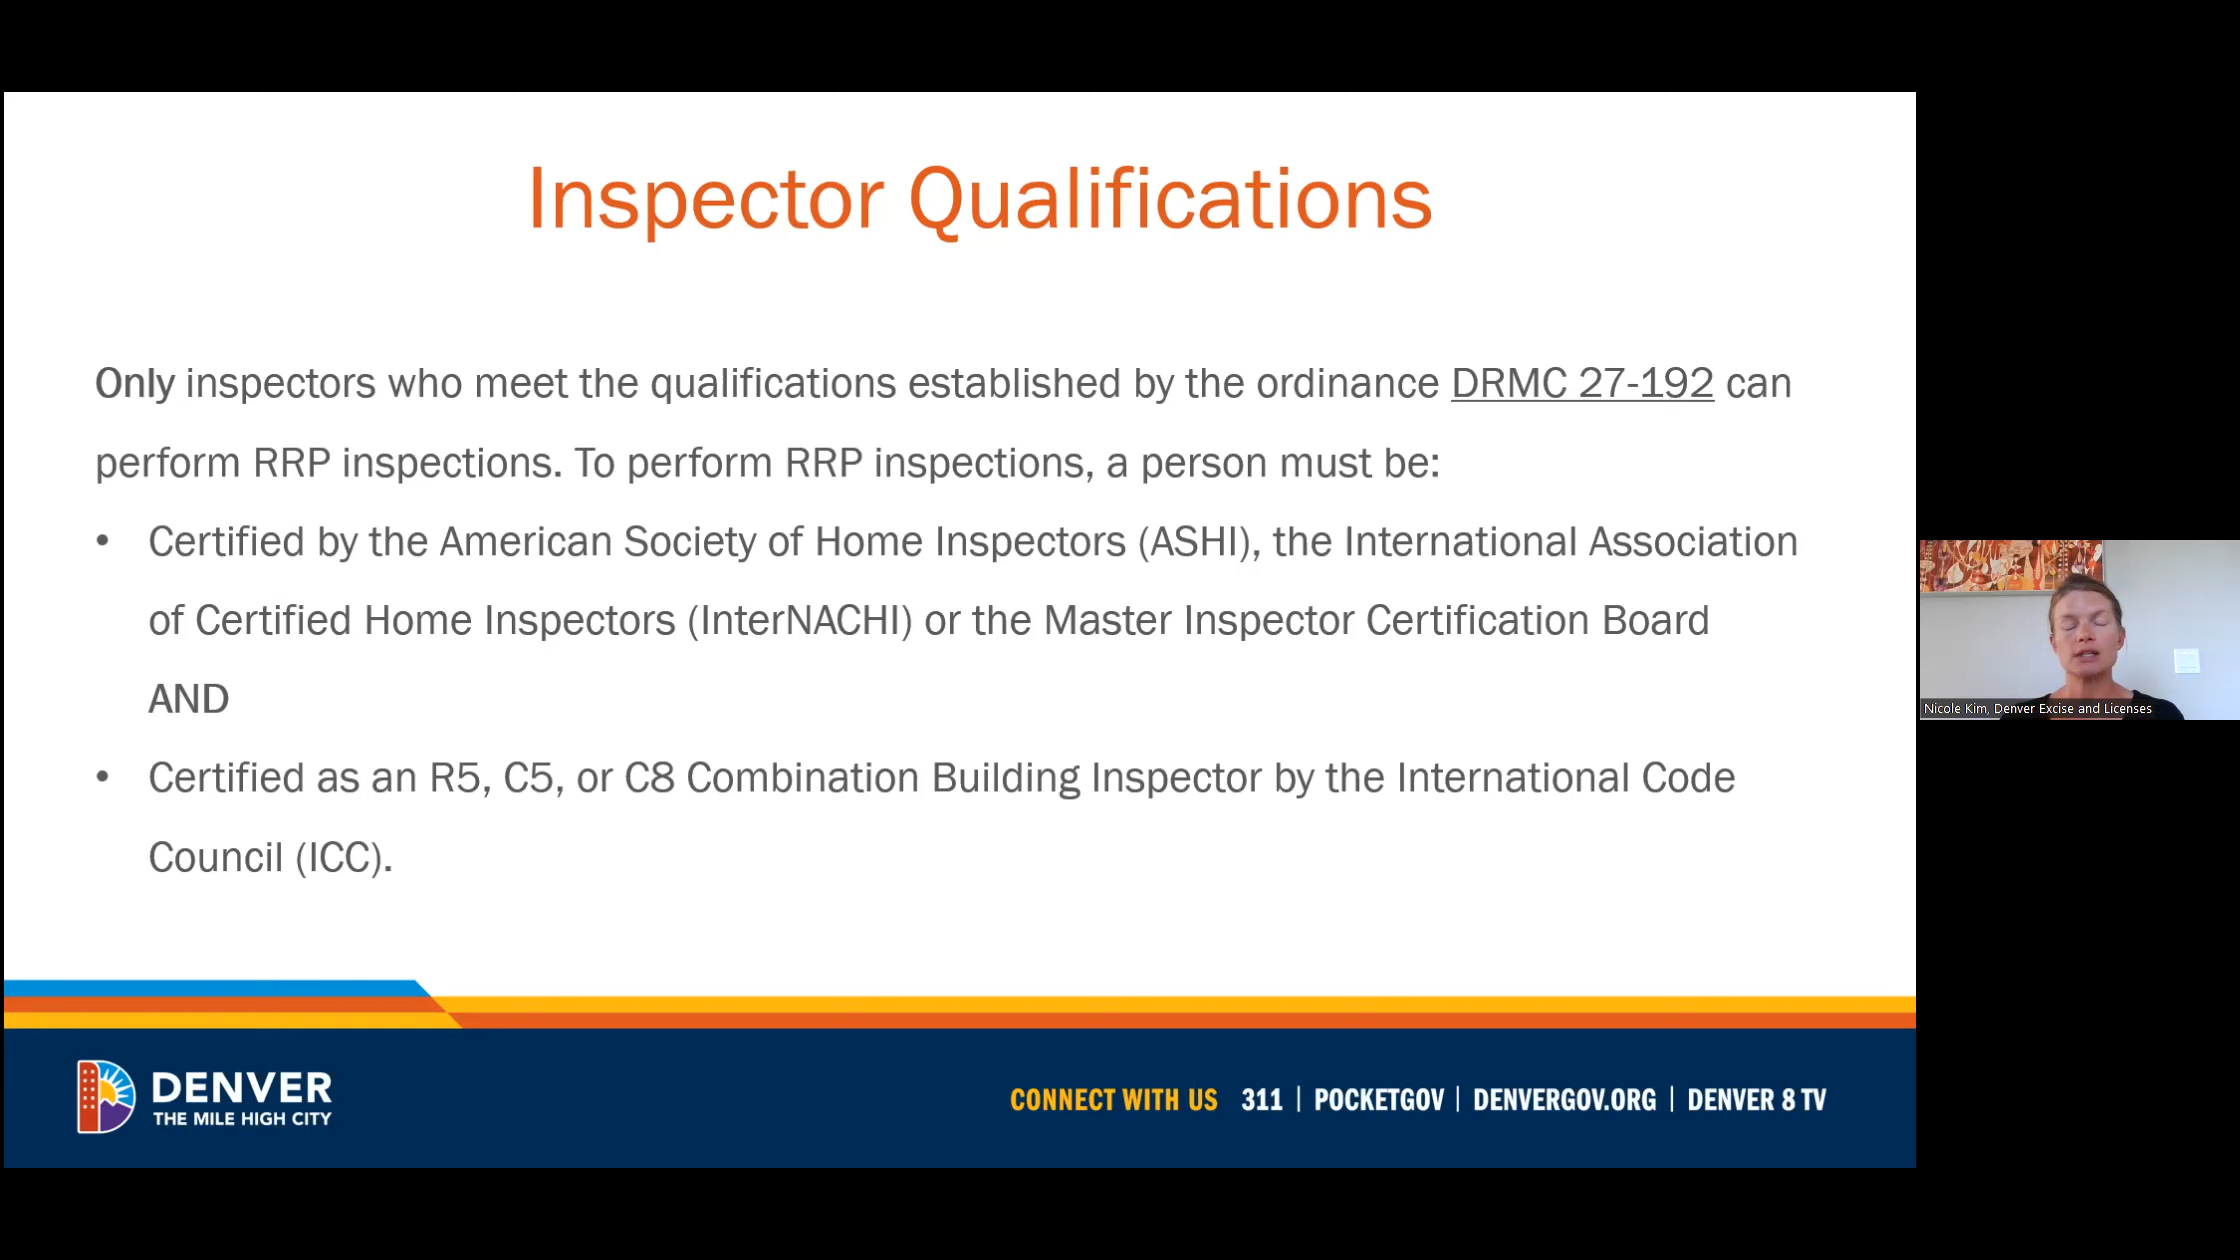 Inspector Qualifications
Only inspectors who meet the qualifications established by the ordinance DRMC 27-192 can
perform RRP inspections. To perform RRP inspections, a person must be:
• Certified by the American Society of Home Inspectors (ASHI), the International Association
of Certified Home Inspectors (InterNACHI) or the Master Inspector Certification Board
AND
• Certified as an R5, C5, or C8 Combination Building Inspector by the International Code
Council (ICC).
Nicole Kim, Denver Excise and Licenses
DENVER
THE MILE HIGH CITY
CONNECT WITH US 311 | POCKETGOV | DENVERGOV.ORG | DENVER 8 TV